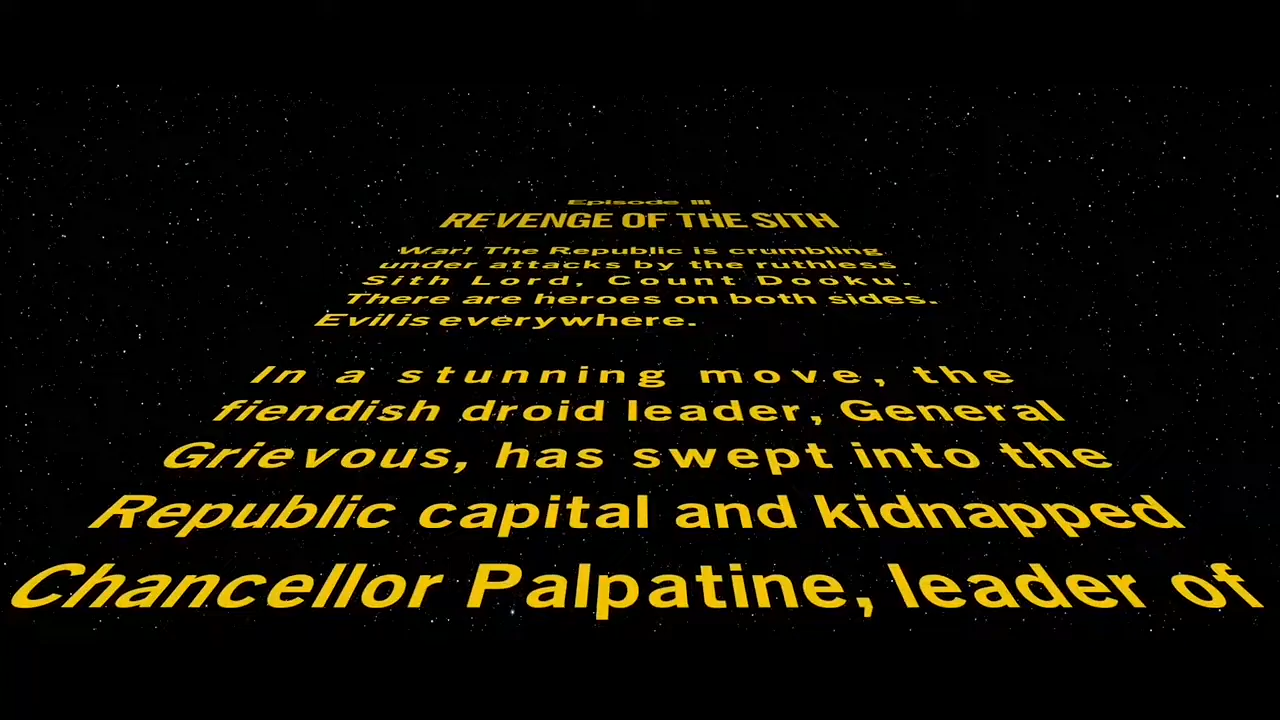 Episode III
REVENGE OF THE SITH
War! The Republic is crumbling
under attacks by the ruthless
Sith Lord, Count Dooku.
There are heroes on both sides.
Evil is everywhere.
In a stunning move, the
fiendish droid leader, General
Grievous, has swept into the
Republic capital and kidnapped
Chancellor Palpatine, leader of